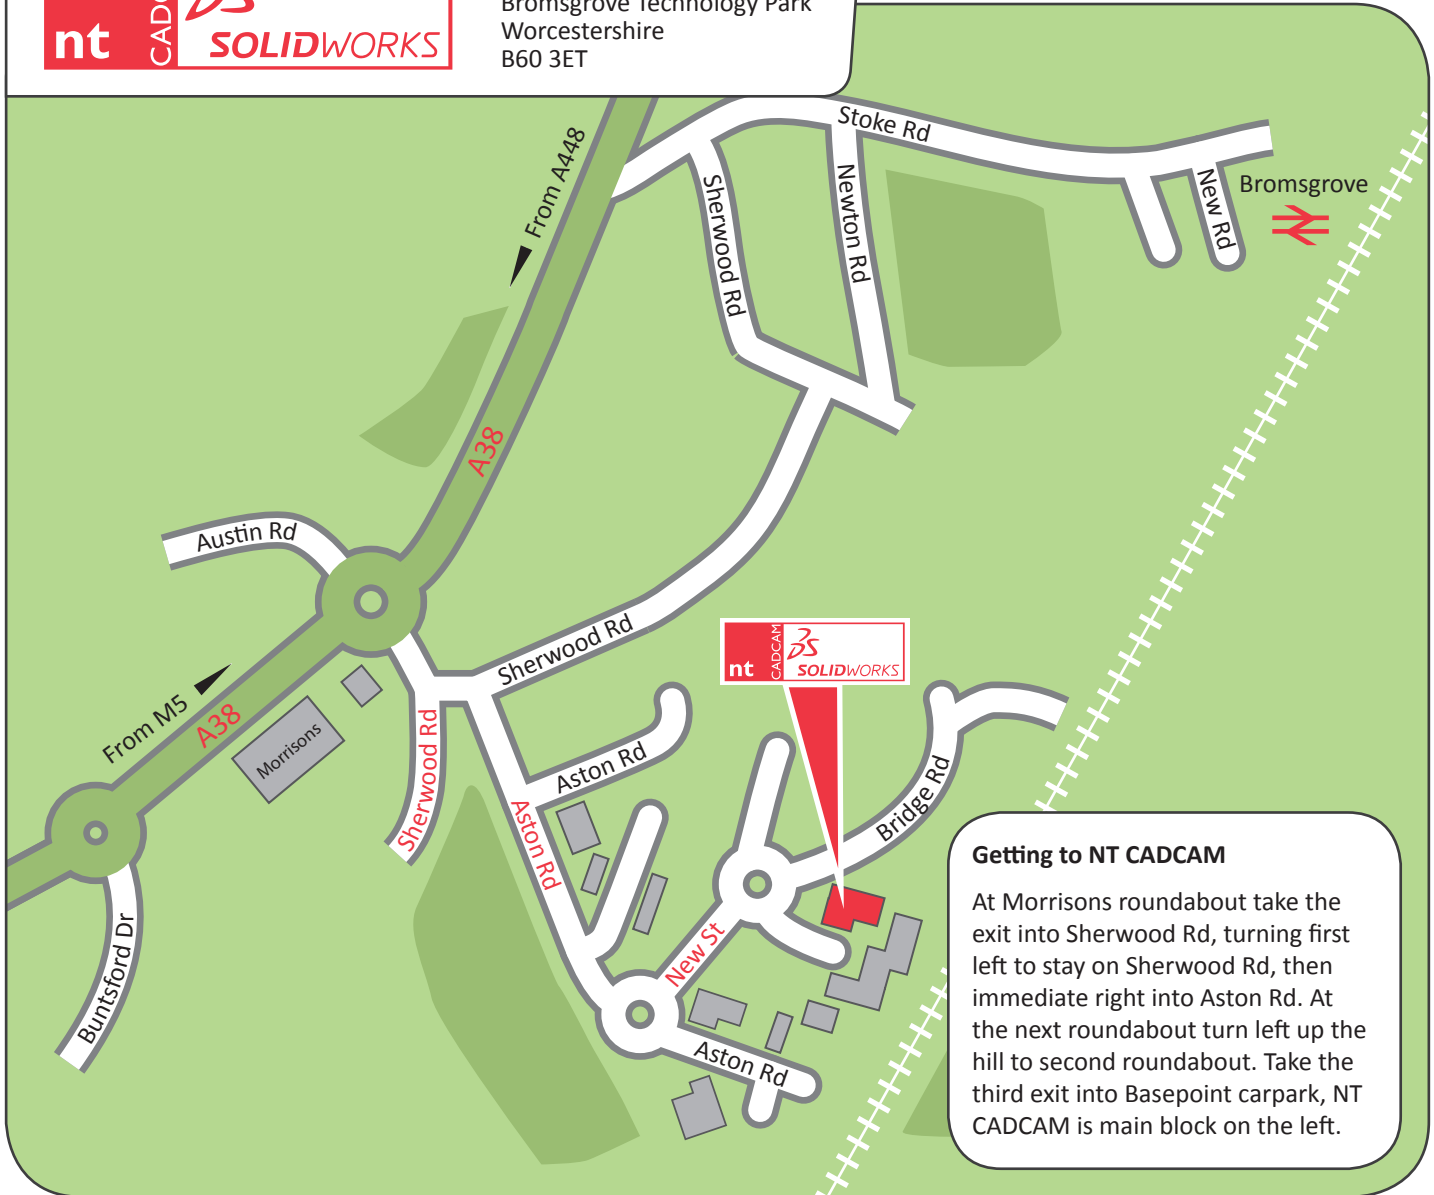 nt
CADC
SOLIDWORKS
Bromsgrove Technology Park
Worcestershire
B60 3ET
Stoke Rd
From A448
Sherwood Rd
Newton Rd
New Rd
Bromsgrove
A38
Austin Rd
Sherwood Rd
nt
CADCAM
SOLIDWORKS
From M5
A38
Morrisons
Sherwood Rd
Aston Rd
Aston Rd
Bridge Rd
New St
Buntsford Dr
Aston Rd
Getting to NT CADCAM
At Morrisons roundabout take the
exit into Sherwood Rd, turning first
left to stay on Sherwood Rd, then
immediate right into Aston Rd. At
the next roundabout turn left up the
hill to second roundabout. Take the
third exit into Basepoint carpark, NT
CADCAM is main block on the left.